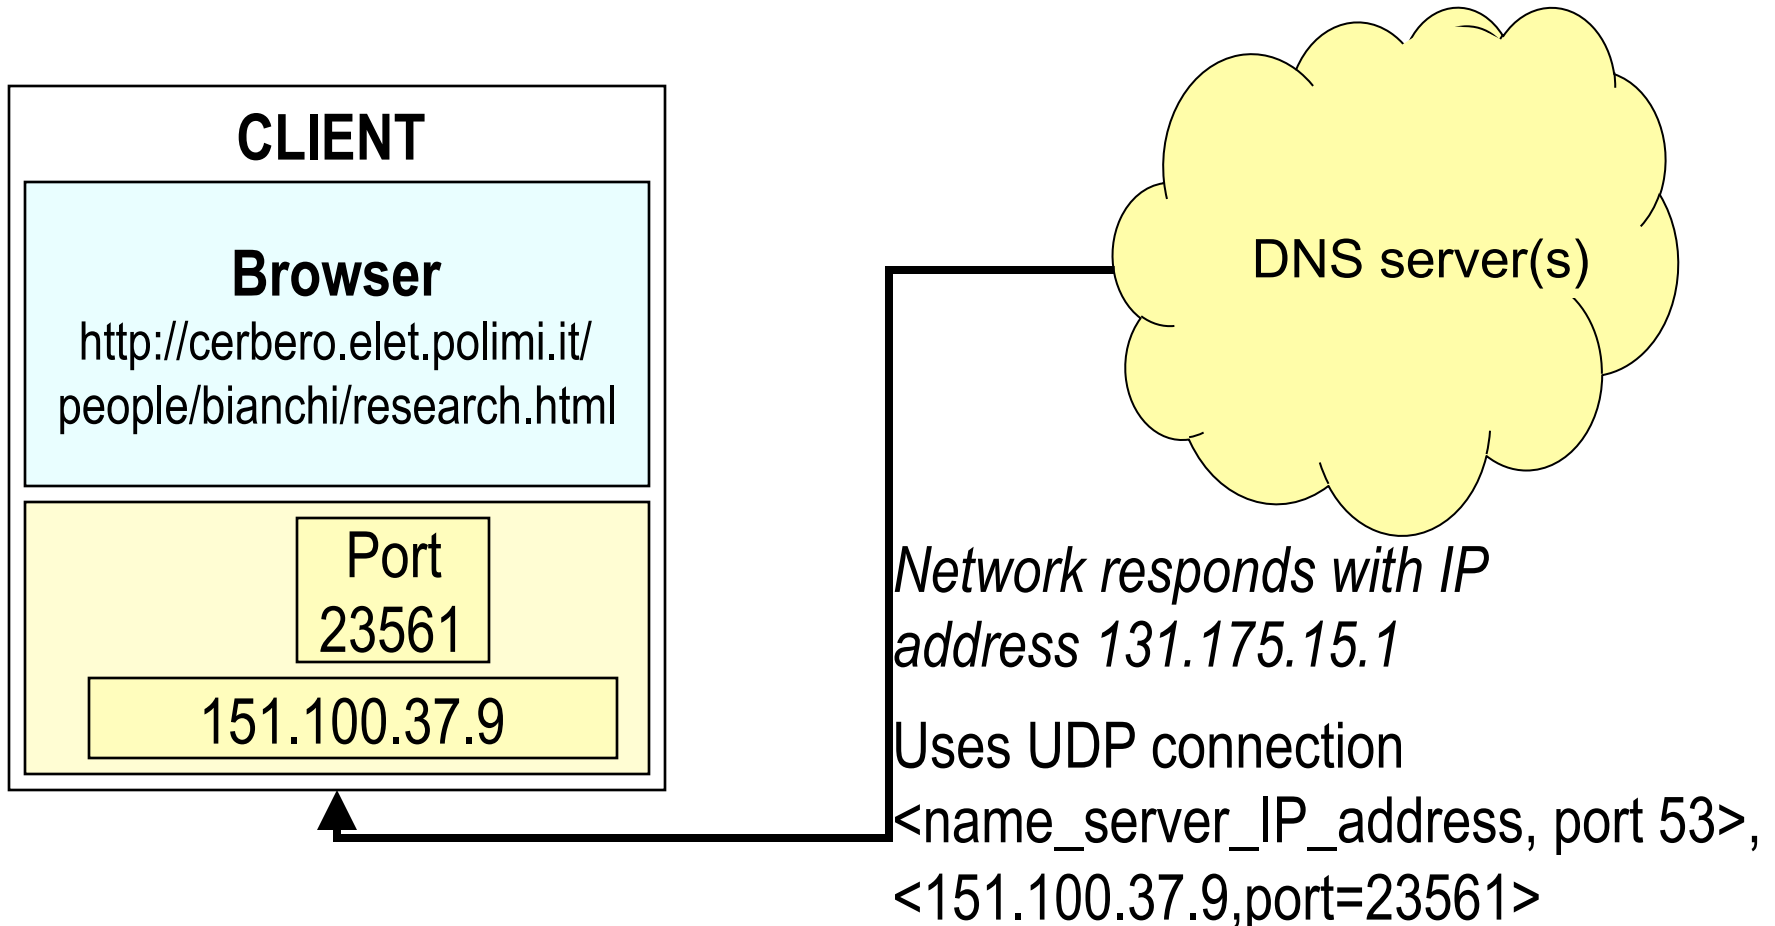 CLIENT
Browser
http://cerbero.elet.polimi.it/
people/bianchi/research.html
Port
23561
151.100.37.9
DNS server(s)
Network responds with IP
address 131.175.15.1
Uses UDP connection
<name_server_IP_address, port 53>,
<151.100.37.9,port=23561>